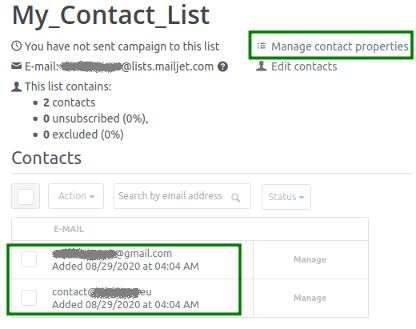 My_Contact_List
You have not sent campaign to this list
Manage contact properties
E-mail: @lists.mailjet.com ?
Edit contacts
This list contains:
• 2 contacts
• 0 unsubscribed (0%),
• 0 excluded (0%)
Contacts
Action Search by email address Status
E-MAIL
@gmail.com
Added 08/29/2020 at 04:04 AM
Manage
contact@ .eu
Added 08/29/2020 at 04:04 AM
Manage